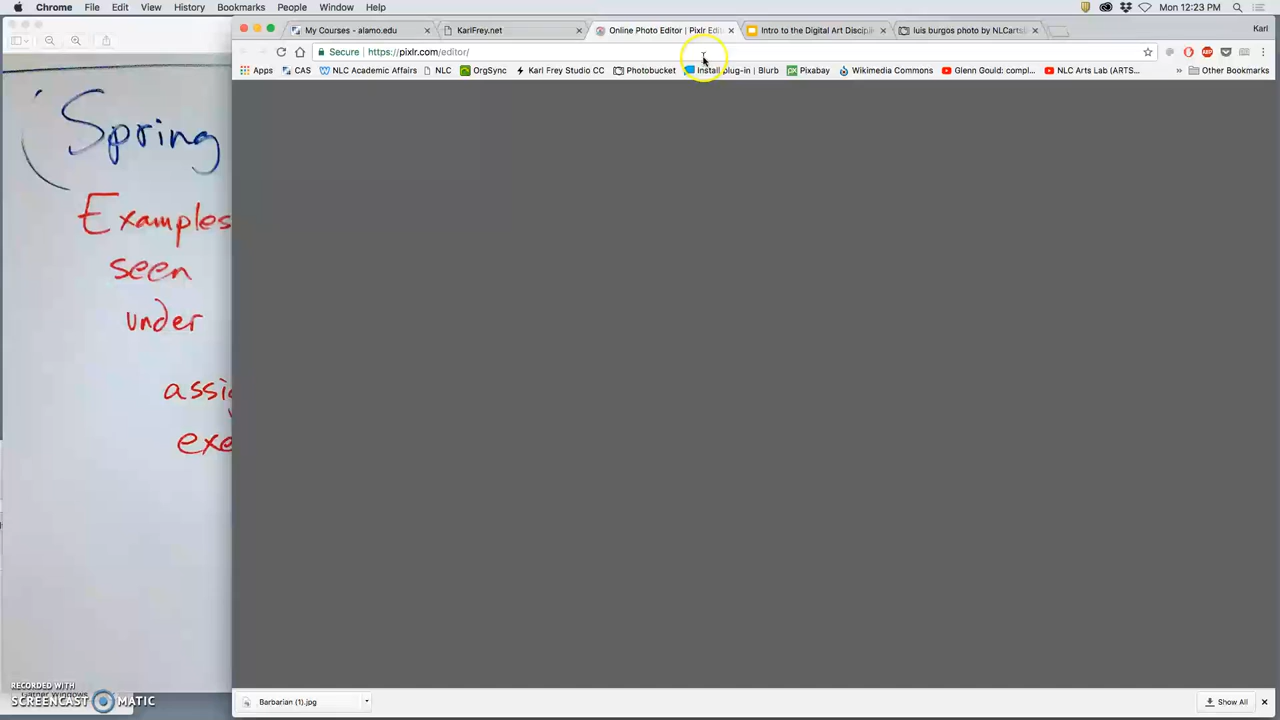 Chrome File Edit View History Bookmarks People Window Help Mon 12:23 PM
My Courses - alamo.edu KarlFrey.net Online Photo Editor | Pixlr Edit Intro to the Digital Art Discipli luis burgos photo by NLCarts Karl
Secure https://pixlr.com/editor/
Apps CAS NLC Academic Affairs NLC OrgSync Karl Frey Studio CC Photobucket Install plug-in | Blurb Pixabay Wikimedia Commons Glenn Gould: compl... NLC Arts Lab (ARTS... » Other Bookmarks
Spring
Examples
seen
under
assig
exe
Barbarian (1).jpg Show All
RECORDED WITH
SCREENCAST MATIC